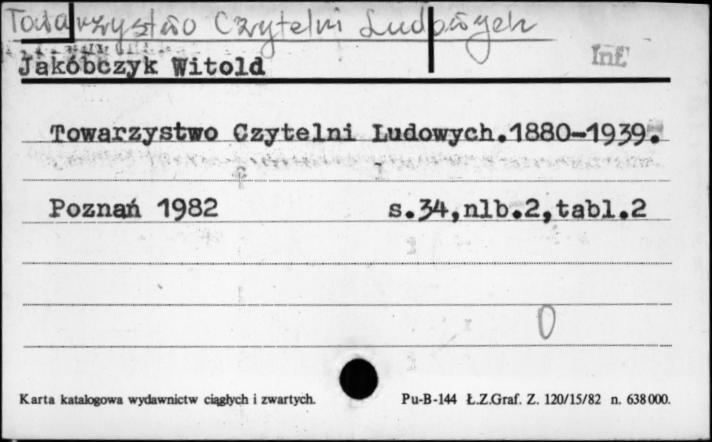 Towarzystwo Czytelni Ludowych
Inf.
Jakóbczyk Witold
Towarzystwo Czytelni Ludowych.1880-1939.
Poznań 1982 s.34,nlb.2,tabl.2
0
Karta katalogowa wydawnictw ciągłych i zwartych. Pu-B-144 Ł.Z.Graf. Z. 120/15/82 n. 638000.